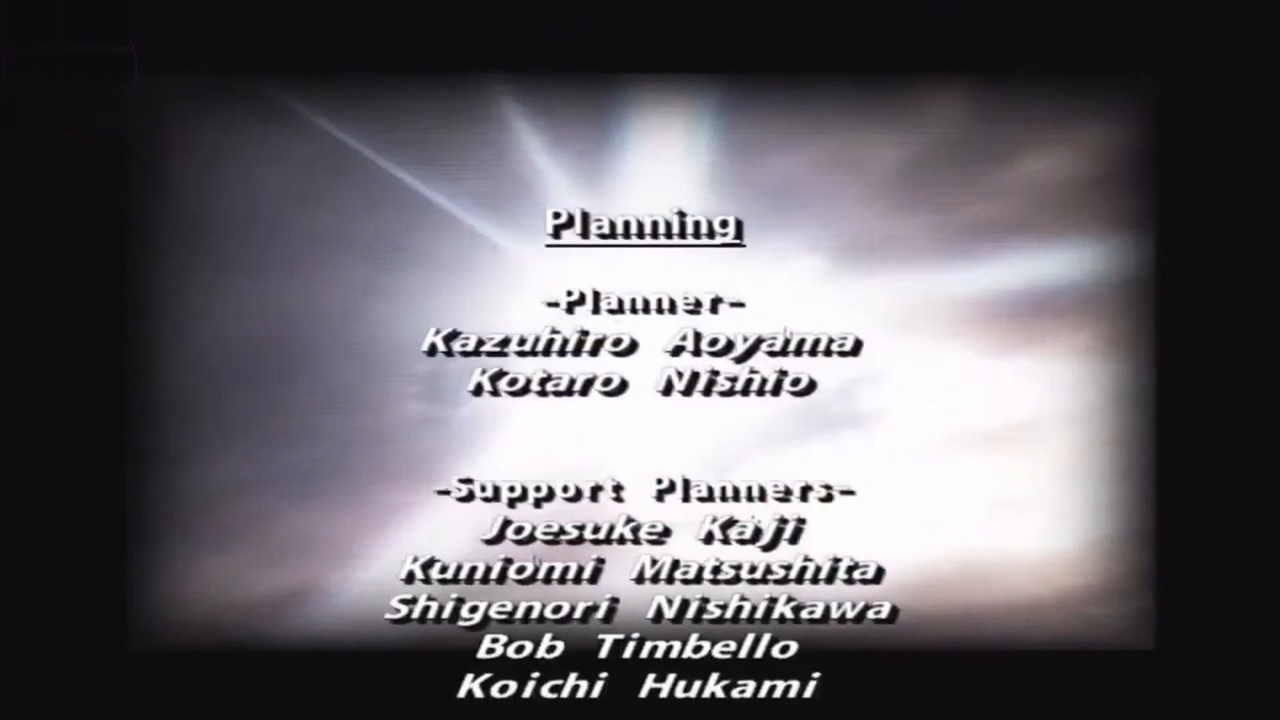 Planning
-Planner-
Kazuhiro Aoyama
Kotaro Nishio
-Support Planners-
Joesuke Kaji
Kuniomi Matsushita
Shigenori Nishikawa
Bob Timbello
Koichi Hukami